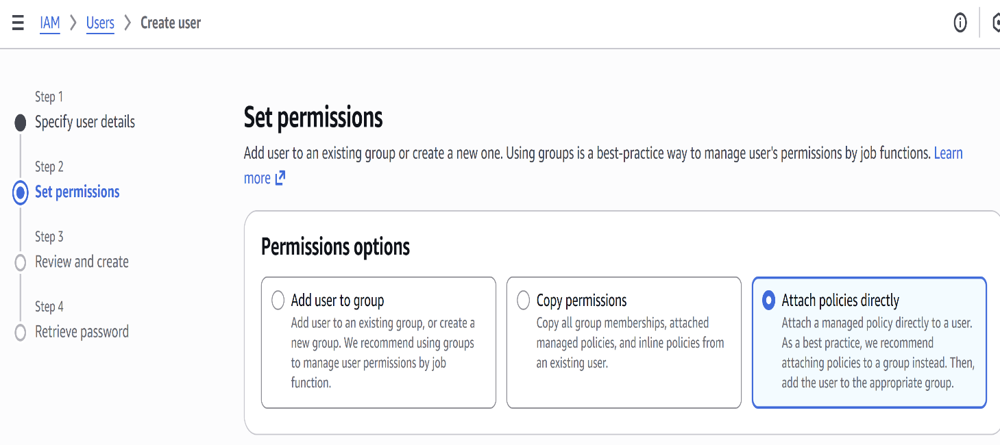 IAM > Users > Create user
Step 1
Specify user details
Step 2
Set permissions
Step 3
Review and create
Step 4
Retrieve password
Set permissions
Add user to an existing group or create a new one. Using groups is a best-practice way to manage user's permissions by job functions. Learn
more
Permissions options
Add user to group
Add user to an existing group, or create a
new group. We recommend using groups
to manage user permissions by job
function.
Copy permissions
Copy all group memberships, attached
managed policies, and inline policies from
an existing user.
Attach policies directly
Attach a managed policy directly to a user.
As a best practice, we recommend
attaching policies to a group instead. Then,
add the user to the appropriate group.